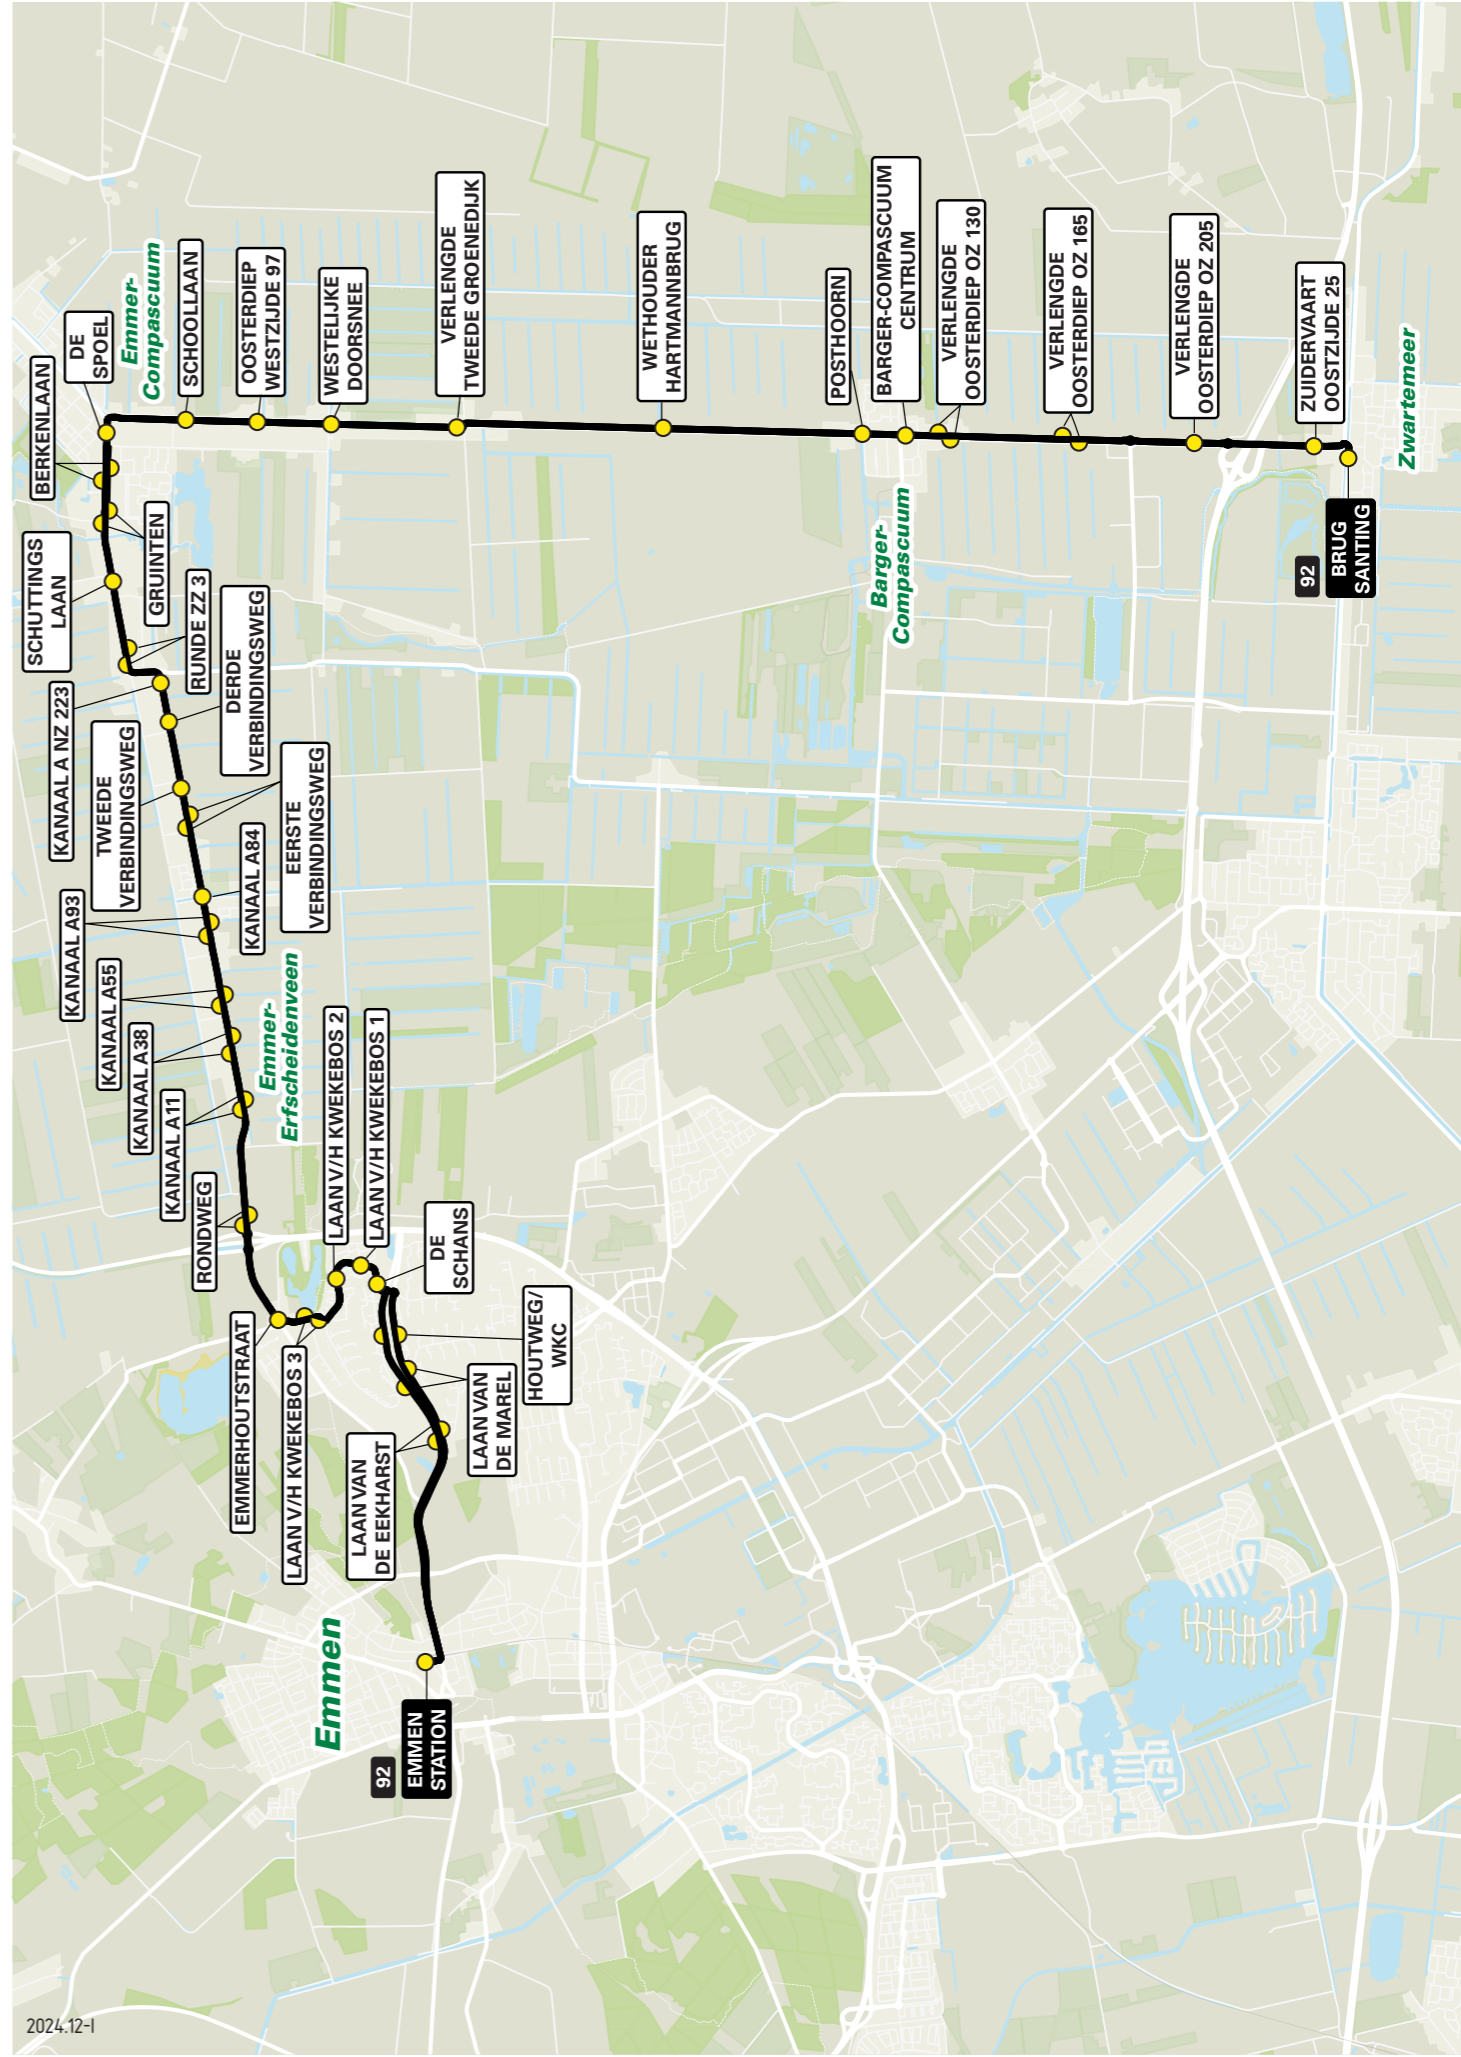 2024.12-I
92
EMMEN
STATION
Emmen
LAAN VAN
DE EEKHARST
LAAN VAN
DE MAREL
HOUTWEG/
WKC
DE
SCHANS
LAAN V/H KWEKEBOS 1
LAAN V/H KWEKEBOS 2
LAAN V/H KWEKEBOS 3
EMMERHOUTSTRAAT
RONDWEG
Emmer-
Erfscheidenveen
KANAAL A11
KANAAL A38
KANAAL A55
KANAAL A93
KANAAL A84
EERSTE
VERBINDINGSWEG
TWEEDE
VERBINDINGSWEG
DERDE
VERBINDINGSWEG
KANAAL A NZ 223
RUNDE ZZ 3
SCHUTTINGS
LAAN
GRUINTEN
BERKENLAAN
DE
SPOEL
Emmer-
Compascuum
SCHOOLLAAN
OOSTERDIEP
WESTZIJDE 97
WESTELIJKE
DOORSNEE
VERLENGDE
TWEEDE GROENEDIJK
WETHOUDER
HARTMANNBRUG
POSTHOORN
BARGER-COMPASCUUM
CENTRUM
Barger-
Compascuum
VERLENGDE
OOSTERDIEP OZ 130
VERLENGDE
OOSTERDIEP OZ 165
VERLENGDE
OOSTERDIEP OZ 205
ZUIDERVAART
OOSTZIJDE 25
92
BRUG
SANTING
Zwartemeer